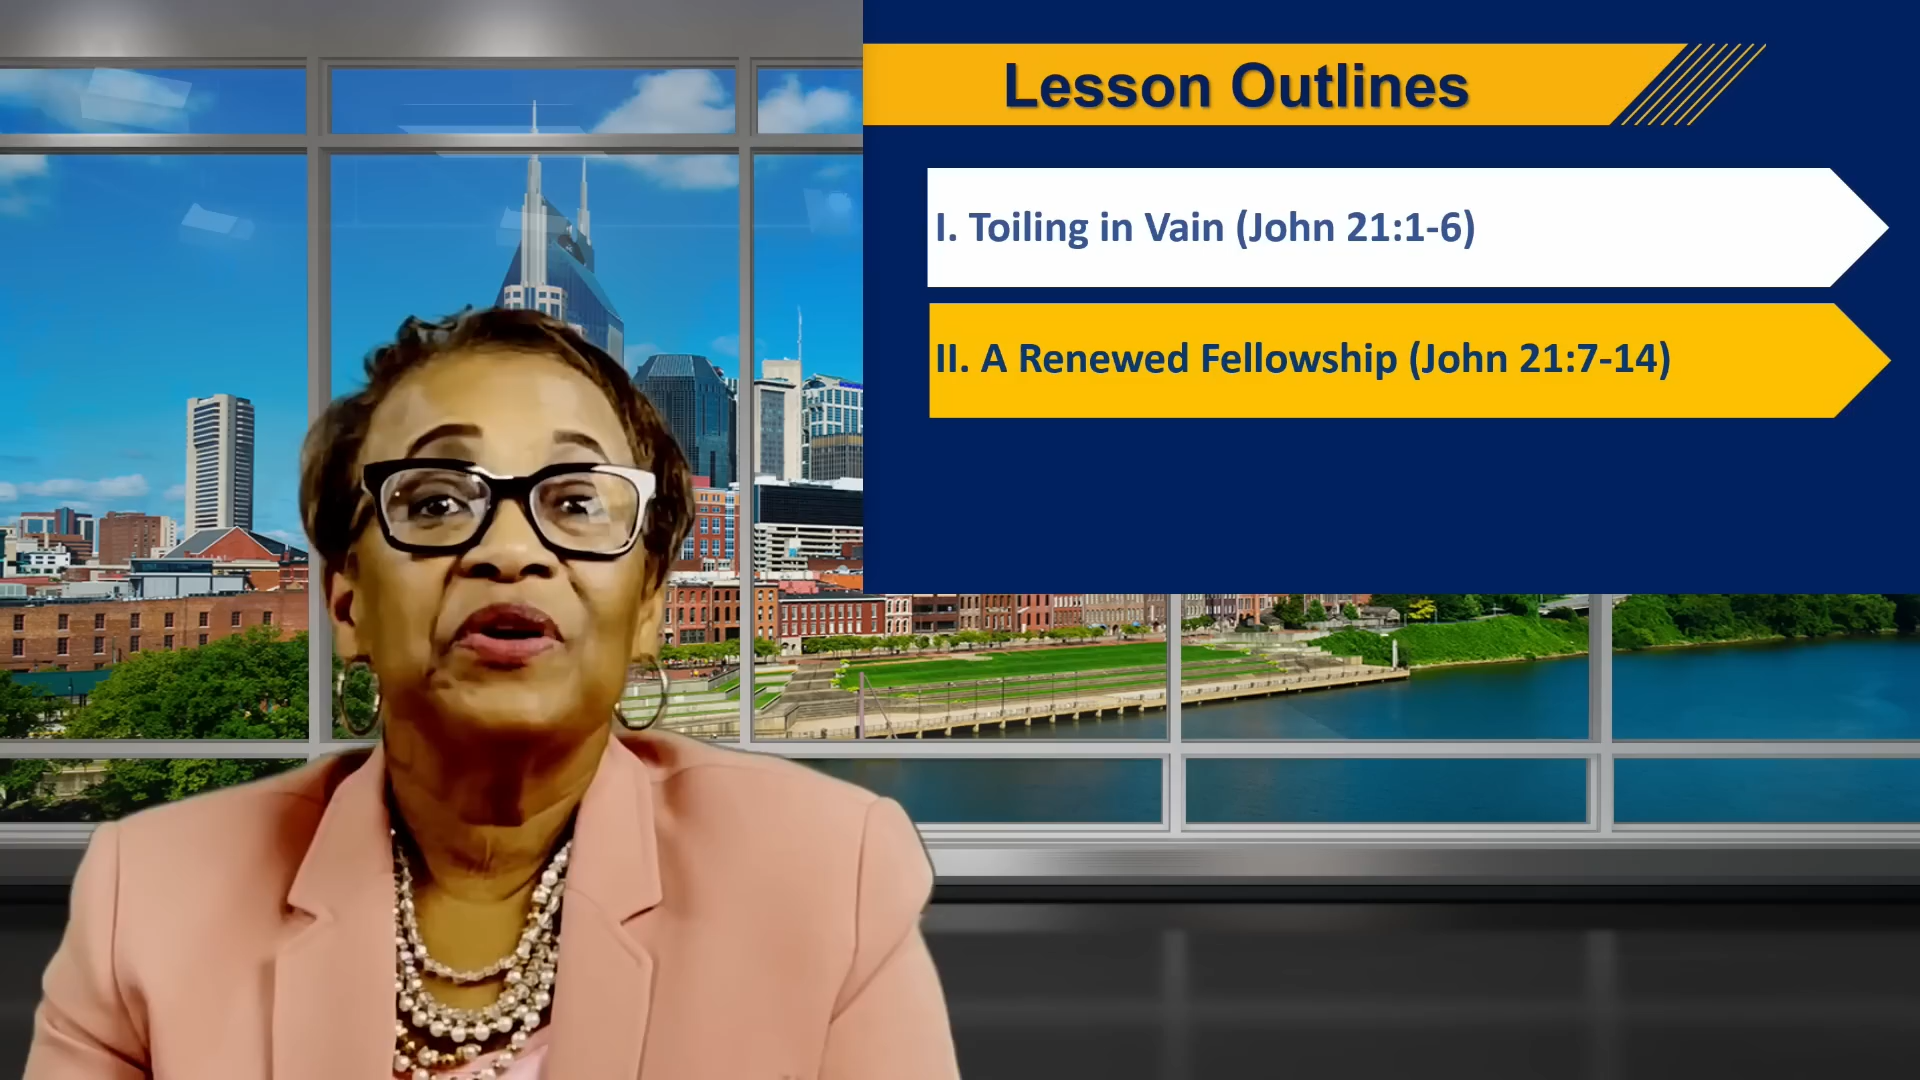 Lesson Outlines
I. Toiling in Vain (John 21:1-6)
II. A Renewed Fellowship (John 21:7-14)